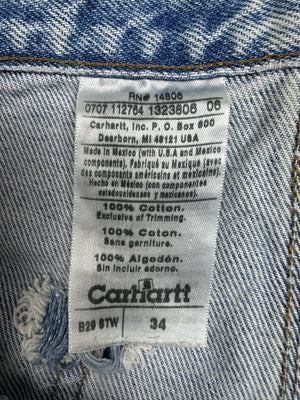 RN# 14806
0707 112764 1323606 06
Carhartt, Inc. P. O. Box 600
Dearborn, MI 48121 USA
Made in Mexico (with U.S.A and Mexico
components). Fabriqué au Mexique (avec
des composants américains et mexicains).
Hecho en México (con componentes
estadounidenses y mexicanos).
100% Cotton.
Exclusive of Trimming.
100% Coton.
Sans garniture.
100% Algodón.
Sin incluir adorno.
Carhartt
B29 STW
34